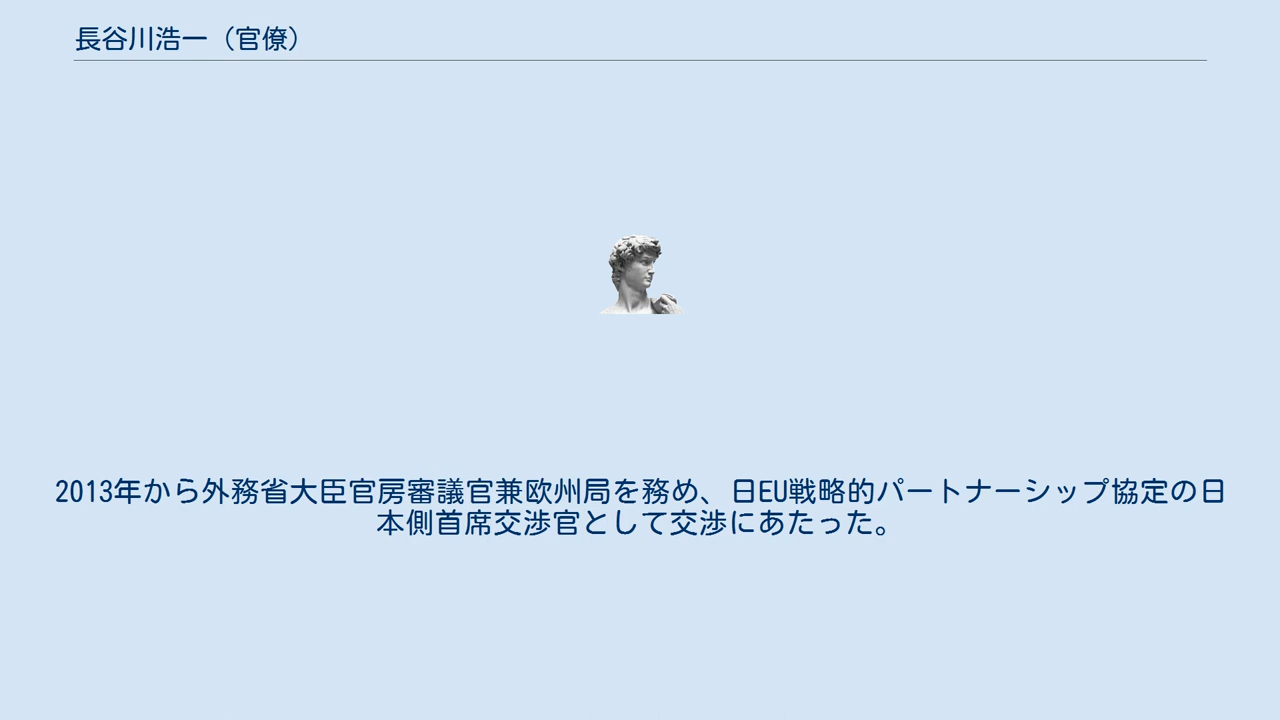 長谷川浩一（官僚）
2013年から外務省大臣官房審議官兼欧州局を務め、日EU戦略的パートナーシップ協定の日
本側首席交渉官として交渉にあたった。